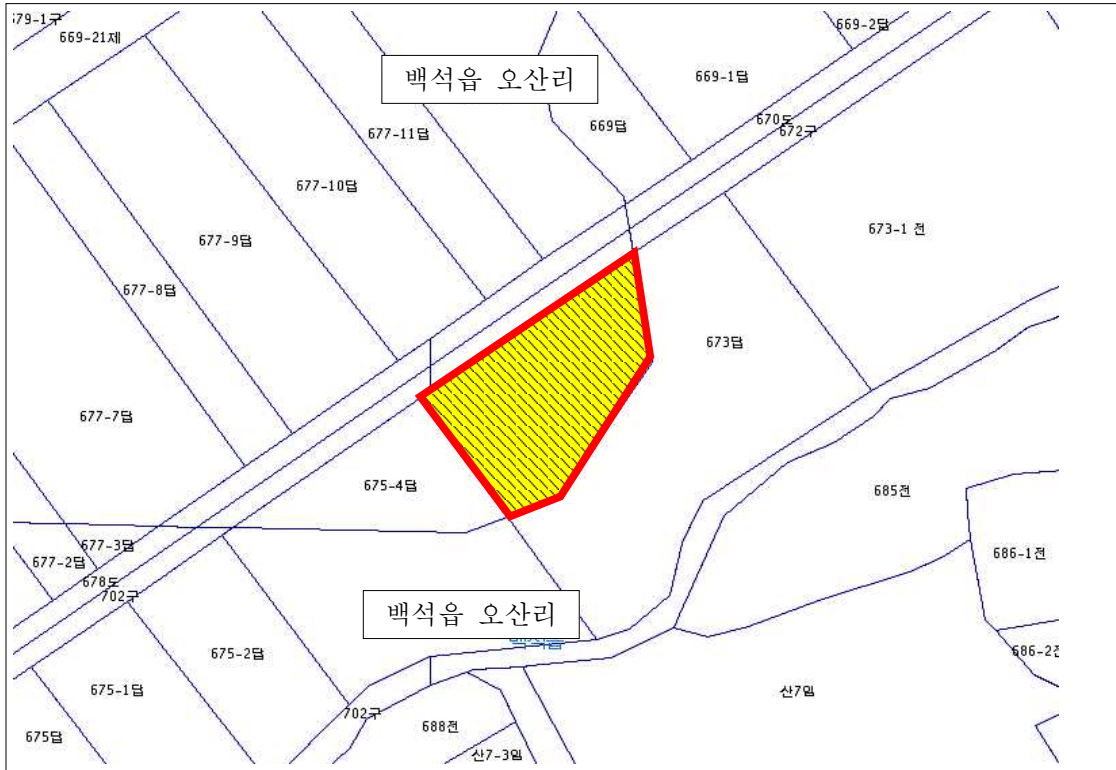 679-1구
669-21제
669-2답
백석읍 오산리
669-1답
670도
672구
669답
677-11답
677-10답
673-1 전
677-9답
677-8답
673답
677-7답
675-4답
685전
677-3답
677-2답
686-1전
678도
702구
백석읍 오산리
675-2답
686-2전
675-1답
산7임
702구
688전
675답
산7-3임